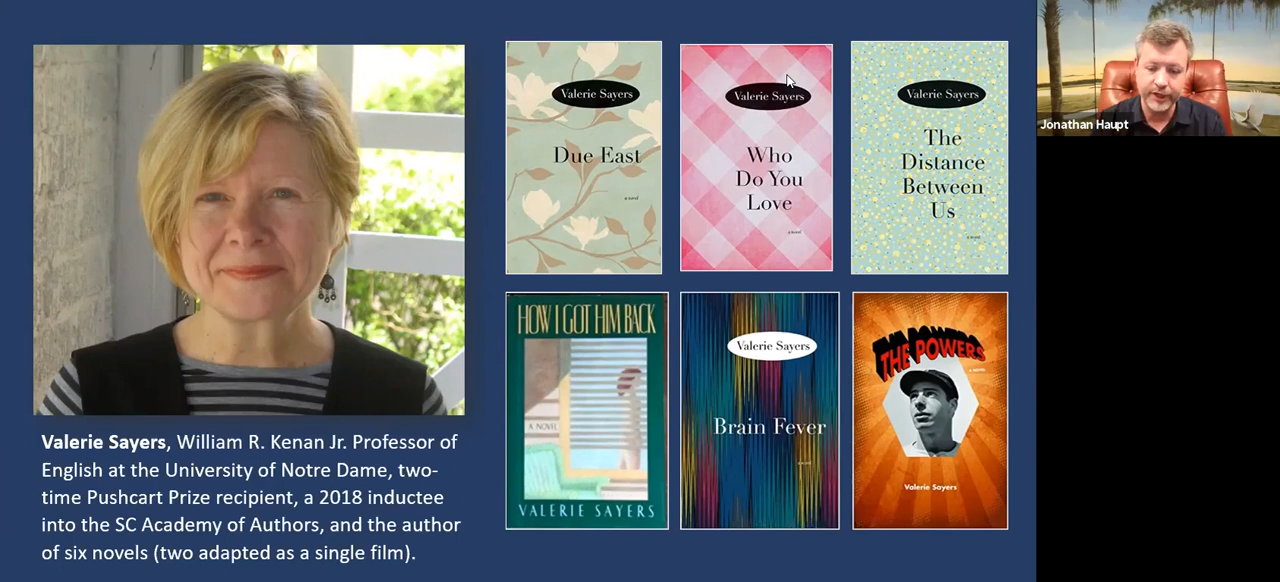 Valerie Sayers
Due East
a novel
Valerie Sayers
Who
Do You
Love
a novel
Valerie Sayers
The
Distance
Between
Us
a novel
HOW I GOT HIM BACK
A NOVEL
VALERIE SAYERS
Valerie Sayers
Brain Fever
THE POWERS
A NOVEL
Valerie Sayers
Valerie Sayers, William R. Kenan Jr. Professor of
English at the University of Notre Dame, two-
time Pushcart Prize recipient, a 2018 inductee
into the SC Academy of Authors, and the author
of six novels (two adapted as a single film).
Jonathan Haupt